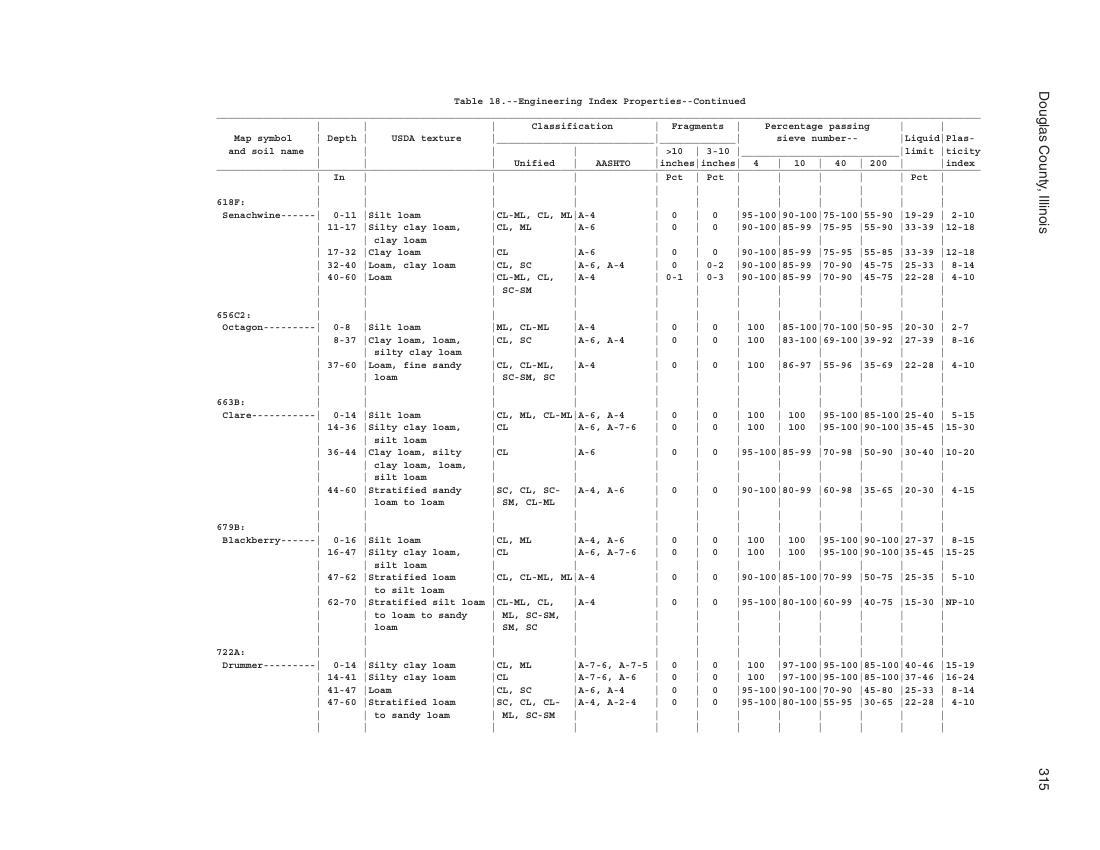 Table 18.--Engineering Index Properties--Continued
Classification | Fragments | Percentage passing
Map symbol | Depth | USDA texture | sieve number-- | Liquid | Plas-
and soil name | >10 | 3-10 | limit | ticity
Unified | AASHTO | inches | inches | 4 | 10 | 40 | 200 | index
In | Pct | Pct | Pct
618F:
Senachwine------ | 0-11 | Silt loam | CL-ML, CL, ML | A-4 | 0 | 0 | 95-100 | 90-100 | 75-100 | 55-90 | 19-29 | 2-10
11-17 | Silty clay loam, | CL, ML | A-6 | 0 | 0 | 90-100 | 85-99 | 75-95 | 55-90 | 33-39 | 12-18
clay loam
17-32 | Clay loam | CL | A-6 | 0 | 0 | 90-100 | 85-99 | 75-95 | 55-85 | 33-39 | 12-18
32-40 | Loam, clay loam | CL, SC | A-6, A-4 | 0 | 0-2 | 90-100 | 85-99 | 70-90 | 45-75 | 25-33 | 8-14
40-60 | Loam | CL-ML, CL, | A-4 | 0-1 | 0-3 | 90-100 | 85-99 | 70-90 | 45-75 | 22-28 | 4-10
SC-SM
656C2:
Octagon--------- | 0-8 | Silt loam | ML, CL-ML | A-4 | 0 | 0 | 100 | 85-100 | 70-100 | 50-95 | 20-30 | 2-7
8-37 | Clay loam, loam, | CL, SC | A-6, A-4 | 0 | 0 | 100 | 83-100 | 69-100 | 39-92 | 27-39 | 8-16
silty clay loam
37-60 | Loam, fine sandy | CL, CL-ML, | A-4 | 0 | 0 | 100 | 86-97 | 55-96 | 35-69 | 22-28 | 4-10
loam | SC-SM, SC
663B:
Clare----------- | 0-14 | Silt loam | CL, ML, CL-ML | A-6, A-4 | 0 | 0 | 100 | 100 | 95-100 | 85-100 | 25-40 | 5-15
14-36 | Silty clay loam, | CL | A-6, A-7-6 | 0 | 0 | 100 | 100 | 95-100 | 90-100 | 35-45 | 15-30
silt loam
36-44 | Clay loam, silty | CL | A-6 | 0 | 0 | 95-100 | 85-99 | 70-98 | 50-90 | 30-40 | 10-20
clay loam, loam,
silt loam
44-60 | Stratified sandy | SC, CL, SC- | A-4, A-6 | 0 | 0 | 90-100 | 80-99 | 60-98 | 35-65 | 20-30 | 4-15
loam to loam | SM, CL-ML
679B:
Blackberry------ | 0-16 | Silt loam | CL, ML | A-4, A-6 | 0 | 0 | 100 | 100 | 95-100 | 90-100 | 27-37 | 8-15
16-47 | Silty clay loam, | CL | A-6, A-7-6 | 0 | 0 | 100 | 100 | 95-100 | 90-100 | 35-45 | 15-25
silt loam
47-62 | Stratified loam | CL, CL-ML, ML | A-4 | 0 | 0 | 90-100 | 85-100 | 70-99 | 50-75 | 25-35 | 5-10
to silt loam
62-70 | Stratified silt loam | CL-ML, CL, | A-4 | 0 | 0 | 95-100 | 80-100 | 60-99 | 40-75 | 15-30 | NP-10
to loam to sandy | ML, SC-SM,
loam | SM, SC
722A:
Drummer--------- | 0-14 | Silty clay loam | CL, ML | A-7-6, A-7-5 | 0 | 0 | 100 | 97-100 | 95-100 | 85-100 | 40-46 | 15-19
14-41 | Silty clay loam | CL | A-7-6, A-6 | 0 | 0 | 100 | 97-100 | 95-100 | 85-100 | 37-46 | 16-24
41-47 | Loam | CL, SC | A-6, A-4 | 0 | 0 | 95-100 | 90-100 | 70-90 | 45-80 | 25-33 | 8-14
47-60 | Stratified loam | SC, CL, CL- | A-4, A-2-4 | 0 | 0 | 95-100 | 80-100 | 55-95 | 30-65 | 22-28 | 4-10
to sandy loam | ML, SC-SM
Douglas County, Illinois
315